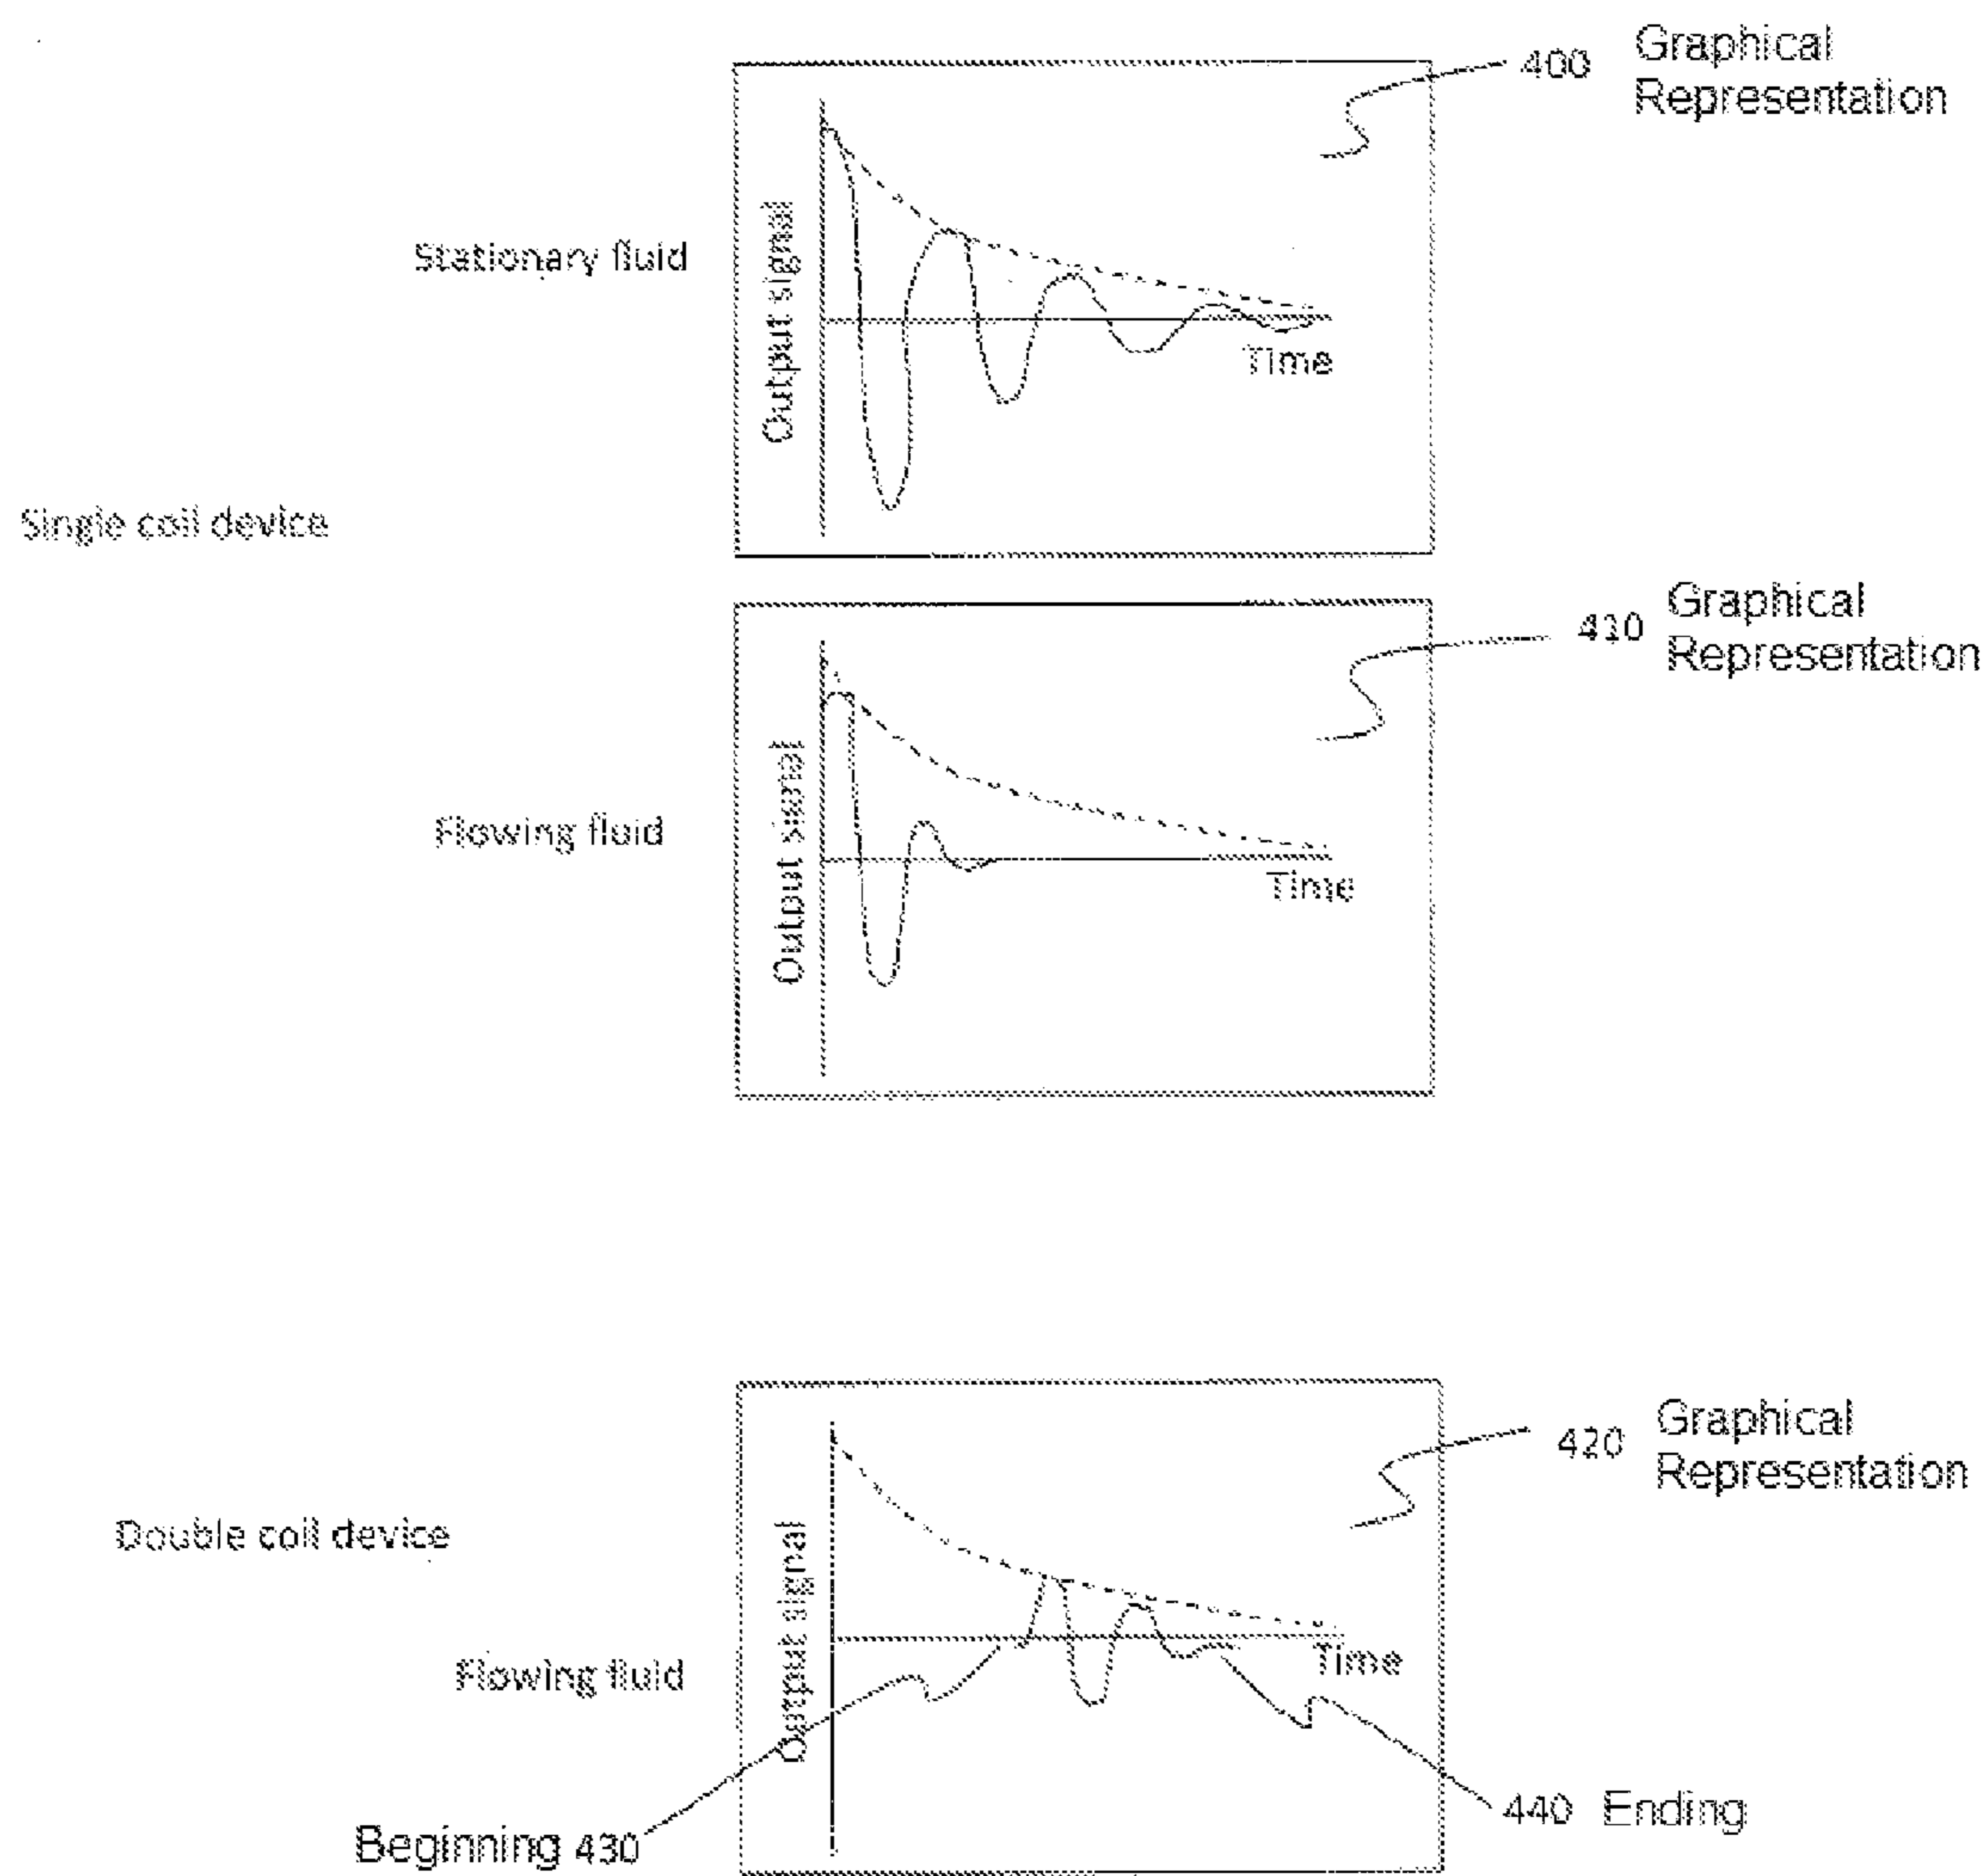 400 Graphical
Representation
Stationary fluid
Output signal
Time
Single coil device
410 Graphical
Representation
Flowing fluid
Output signal
Time
420 Graphical
Representation
Double coil device
Output signal
Flowing fluid
Time
Beginning 430
440 Ending